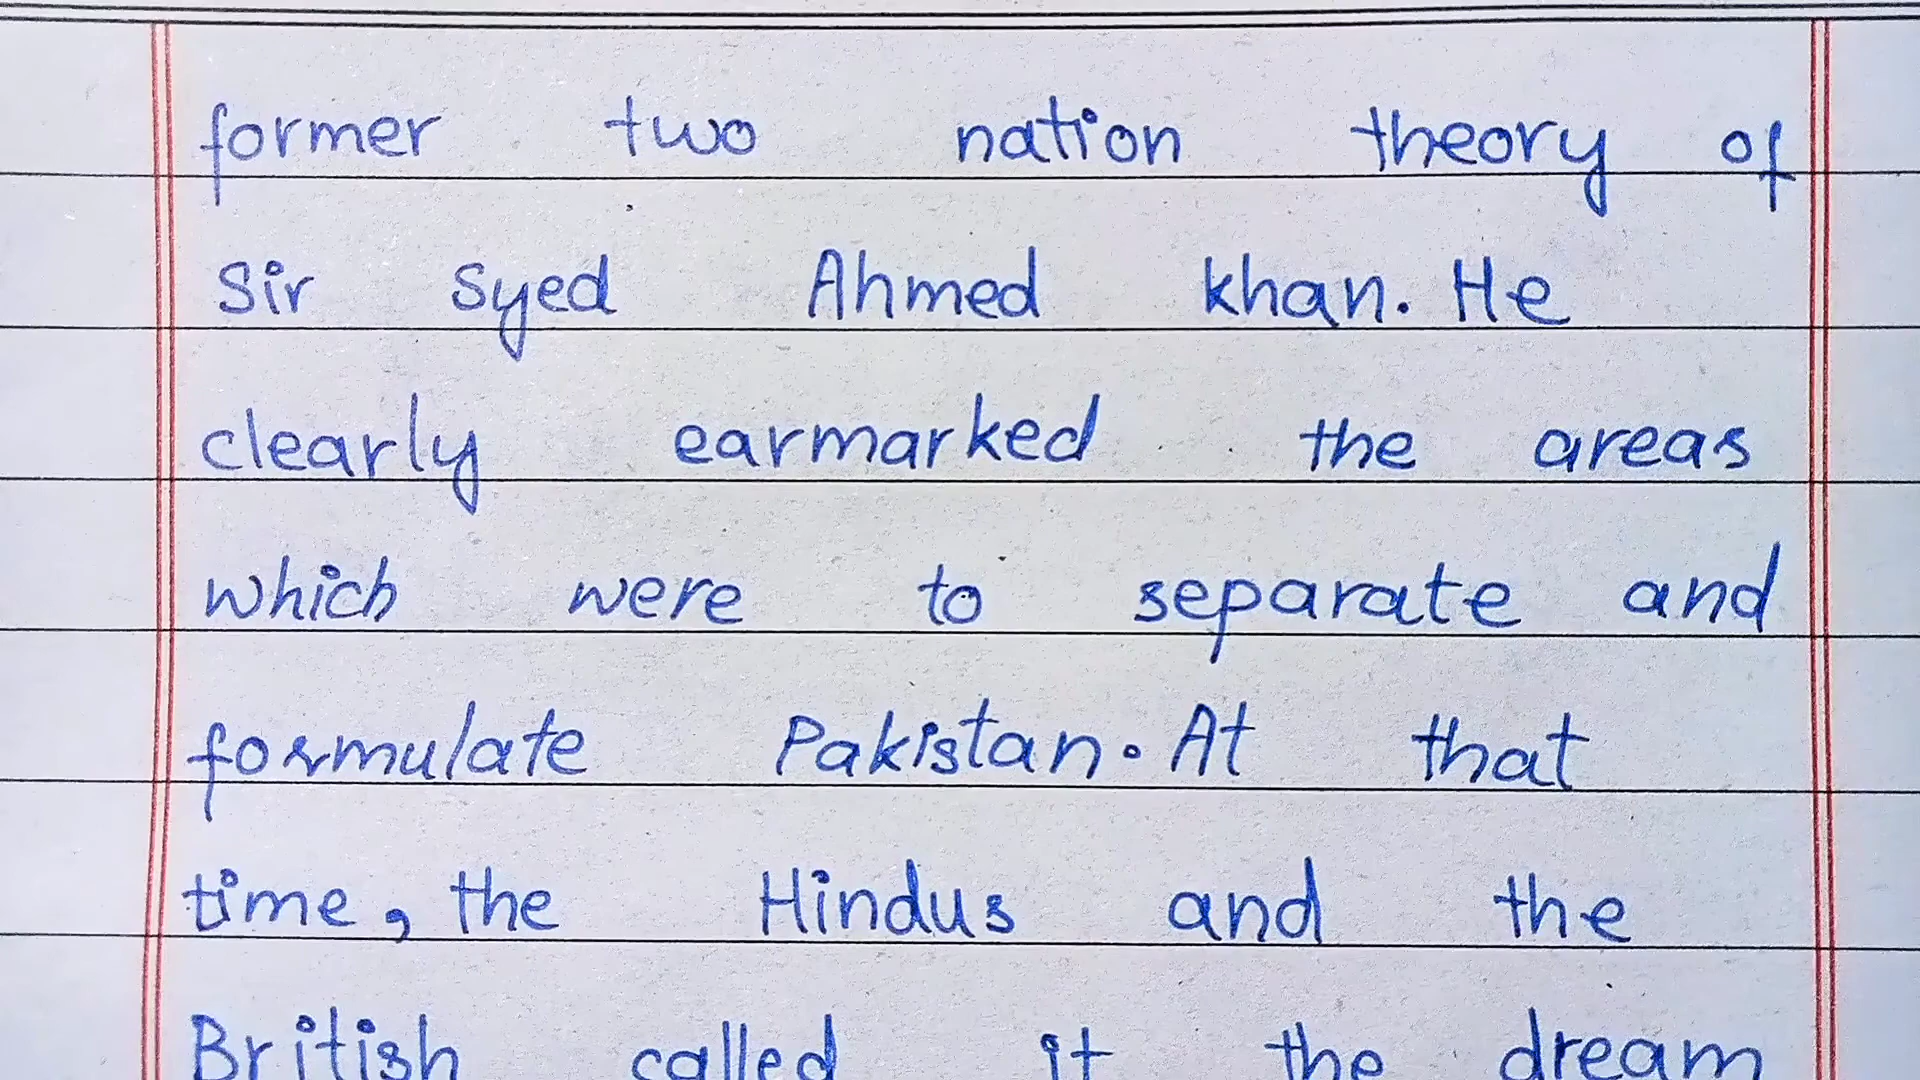 former two nation theory of
Sir Syed Ahmed khan. He
clearly earmarked the areas
which were to separate and
formulate Pakistan. At that
time, the Hindus and the
British called it the dream